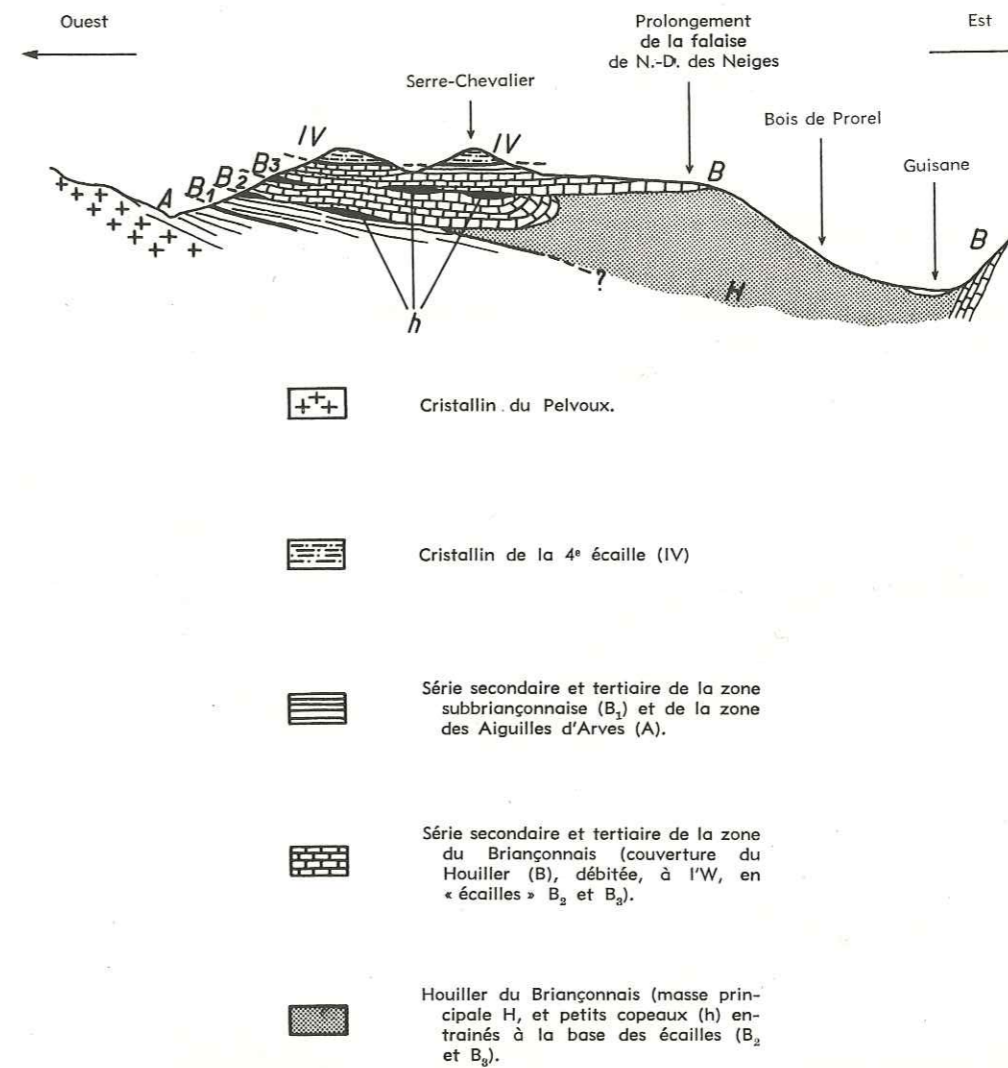 Ouest
Prolongement
de la falaise
de N.-D. des Neiges
Est
Serre-Chevalier
Bois de Prorel
Guisane
IV
IV
B3
B2
B1
A
B
B
?
H
h
Cristallin du Pelvoux.
Cristallin de la 4e écaille (IV)
Série secondaire et tertiaire de la zone
subbriançonnaise (B1) et de la zone
des Aiguilles d'Arves (A).
Série secondaire et tertiaire de la zone
du Briançonnais (couverture du
Houiller (B), débitée, à l'W, en
« écailles » B2 et B3).
Houiller du Briançonnais (masse prin-
cipale H, et petits copeaux (h) en-
trainés à la base des écailles (B2
et B3).